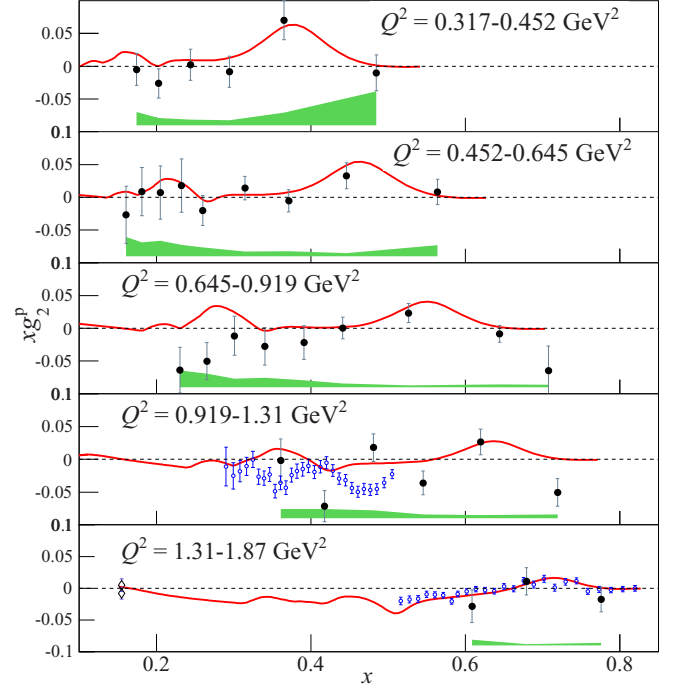 Q² = 0.317-0.452 GeV²
0.05
0
-0.05
0.1
Q² = 0.452-0.645 GeV²
0.05
0
-0.05
0.1
Q² = 0.645-0.919 GeV²
0.05
0
-0.05
0.1
xg₂ᵖ
Q² = 0.919-1.31 GeV²
0.05
0
-0.05
0.1
Q² = 1.31-1.87 GeV²
0.05
0
-0.05
-0.1
0.2 0.4 0.6 0.8
x